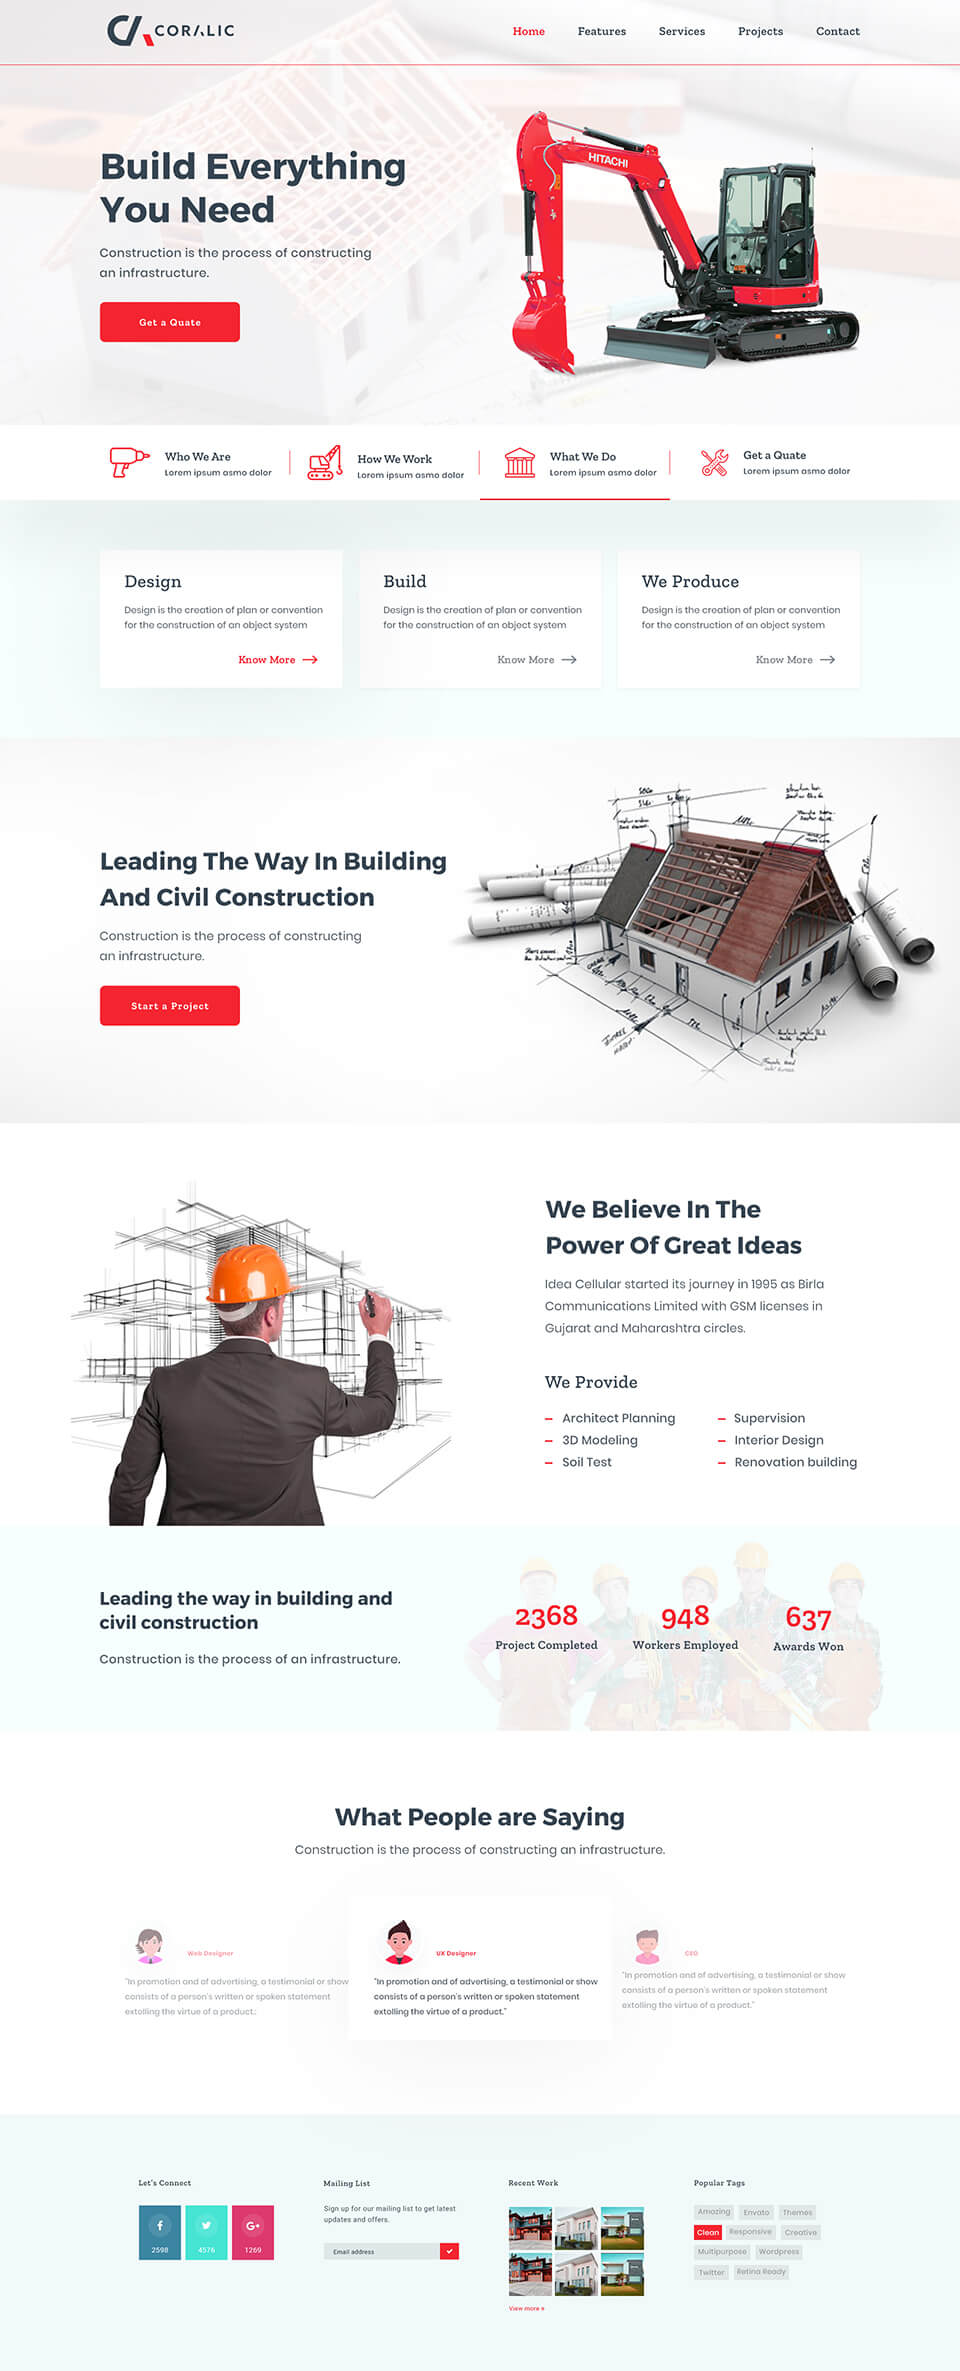 CORALIC
Home Features Services Projects Contact
Build Everything
You Need
Construction is the process of constructing
an infrastructure.
Get a Quate
HITACHI
Who We Are
Lorem ipsum asmo dolor
How We Work
Lorem ipsum asmo dolor
What We Do
Lorem ipsum asmo dolor
Get a Quate
Lorem ipsum asmo dolor
Design
Design is the creation of plan or convention
for the construction of an object system
Know More
Build
Design is the creation of plan or convention
for the construction of an object system
Know More
We Produce
Design is the creation of plan or convention
for the construction of an object system
Know More
Leading The Way In Building
And Civil Construction
Construction is the process of constructing
an infrastructure.
Start a Project
We Believe In The
Power Of Great Ideas
Idea Cellular started its journey in 1995 as Birla
Communications Limited with GSM licenses in
Gujarat and Maharashtra circles.
We Provide
Architect Planning
3D Modeling
Soil Test
Supervision
Interior Design
Renovation building
Leading the way in building and
civil construction
Construction is the process of an infrastructure.
2368
Project Completed
948
Workers Employed
637
Awards Won
What People are Saying
Construction is the process of constructing an infrastructure.
Web Designer
"In promotion and of advertising, a testimonial or show
consists of a person's written or spoken statement
extolling the virtue of a product.:
UX Designer
"In promotion and of advertising, a testimonial or show
consists of a person's written or spoken statement
extolling the virtue of a product."
CEO
"In promotion and of advertising, a testimonial or show
consists of a person's written or spoken statement
extolling the virtue of a product."
Let's Connect
2598
4576
G+
1269
Mailing List
Sign up for our mailing list to get latest
updates and offers.
Email address
Recent Work
View more »
Popular Tags
Amazing Envato Themes
Clean Responsive Creative
Multipurpose Wordpress
Twitter Retina Ready